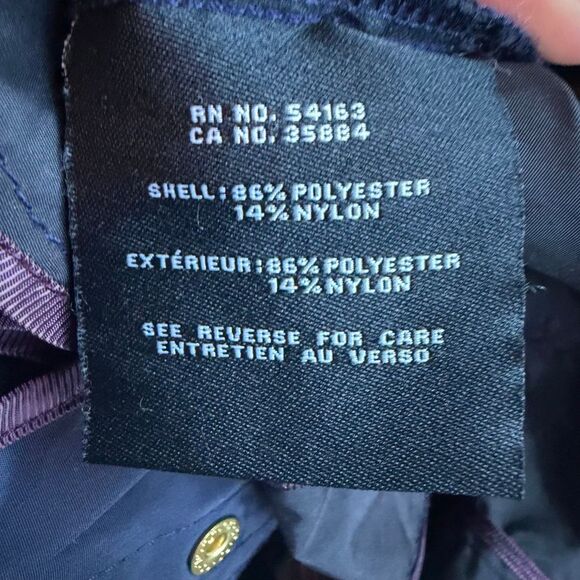 RN NO. 54163
CA NO. 35884
SHELL: 86% POLYESTER
14% NYLON
EXTÉRIEUR: 86% POLYESTER
14% NYLON
SEE REVERSE FOR CARE
ENTRETIEN AU VERSO